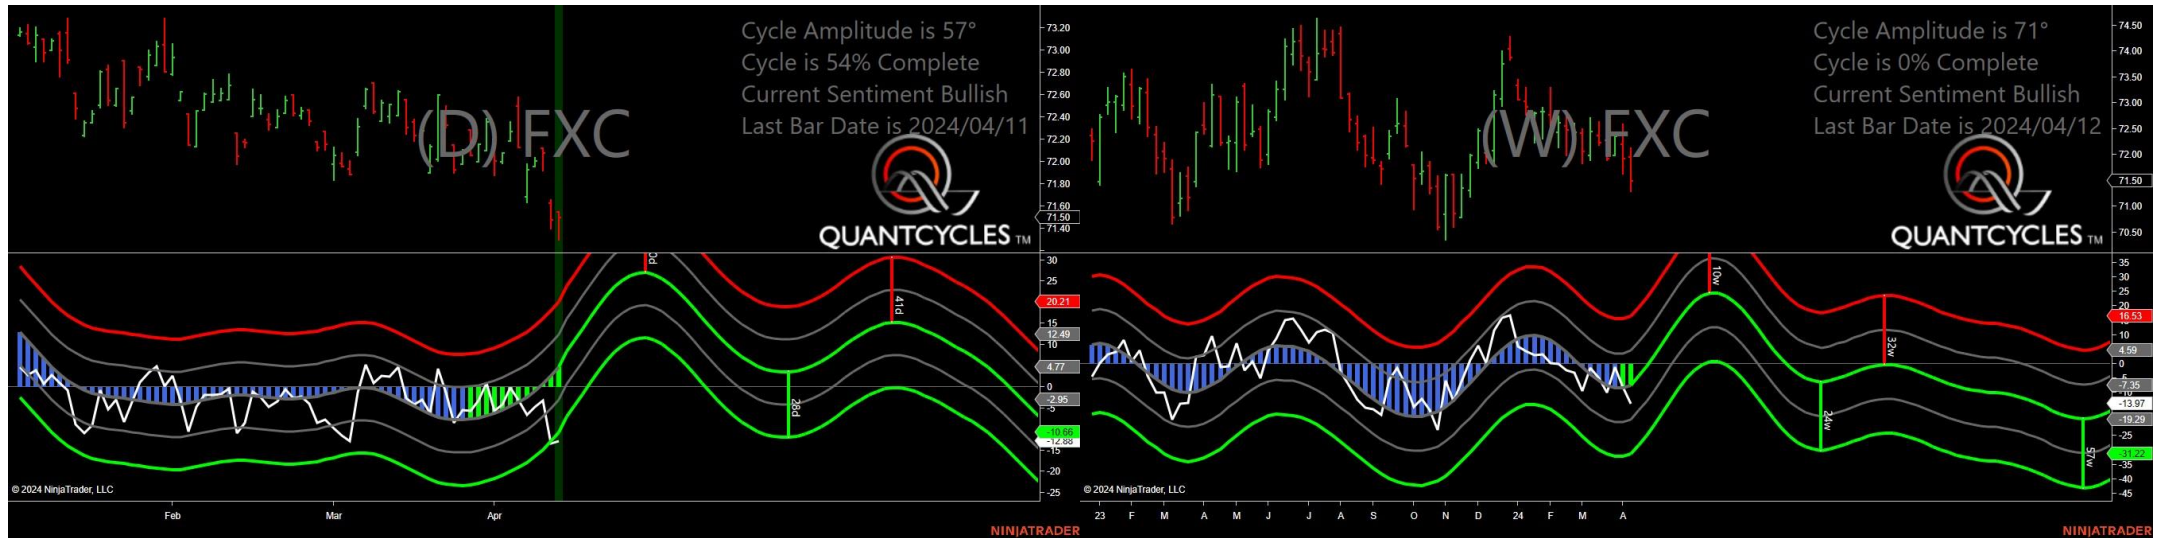 Cycle Amplitude is 57°
Cycle is 54% Complete
Current Sentiment Bullish
Last Bar Date is 2024/04/11
(D) FXC
QUANTCYCLES TM
73.20
73.00
72.80
72.60
72.40
72.20
72.00
71.80
71.60
71.50
71.40
30
25
20.21
15
12.49
10
4.77
0
-2.95
-5
-10.66
-12.88
-15
-20
-25
0d
28d
41d
© 2024 NinjaTrader, LLC
Feb
Mar
Apr
NINJATRADER
Cycle Amplitude is 71°
Cycle is 0% Complete
Current Sentiment Bullish
Last Bar Date is 2024/04/12
(W) FXC
QUANTCYCLES TM
74.50
74.00
73.50
73.00
72.50
72.00
71.50
71.00
70.50
35
30
25
20
16.53
10
4.59
0
-7.35
-10
-13.97
-19.29
-25
-31.22
-35
-40
-45
10w
24w
32w
57w
© 2024 NinjaTrader, LLC
23 F M A M J J A S O N D 24 F M A
NINJATRADER